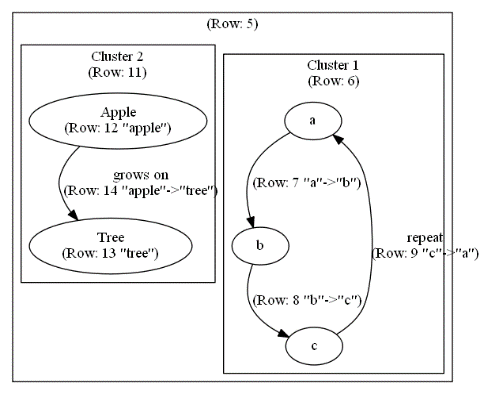 (Row: 5)
Cluster 2
(Row: 11)
Apple
(Row: 12 "apple")
grows on
(Row: 14 "apple"->"tree")
Tree
(Row: 13 "tree")
Cluster 1
(Row: 6)
a
(Row: 7 "a"->"b")
b
repeat
(Row: 9 "c"->"a")
(Row: 8 "b"->"c")
c